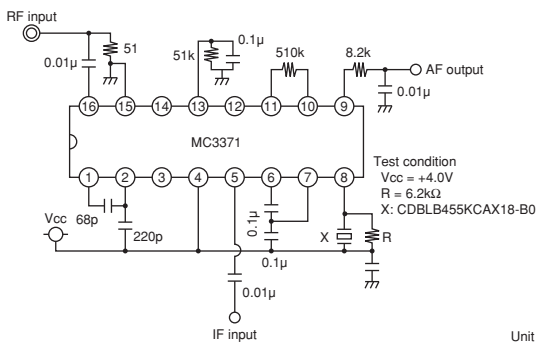 RF input
0.01μ
51
51k
0.1μ
510k
8.2k
AF output
0.01μ
16
15
14
13
12
11
10
9
MC3371
1
2
3
4
5
6
7
8
Test condition
Vcc = +4.0V
R = 6.2kΩ
X: CDBLB455KCAX18-B0
68p
Vcc
220p
0.1μ
0.1μ
X
R
0.01μ
IF input
Unit